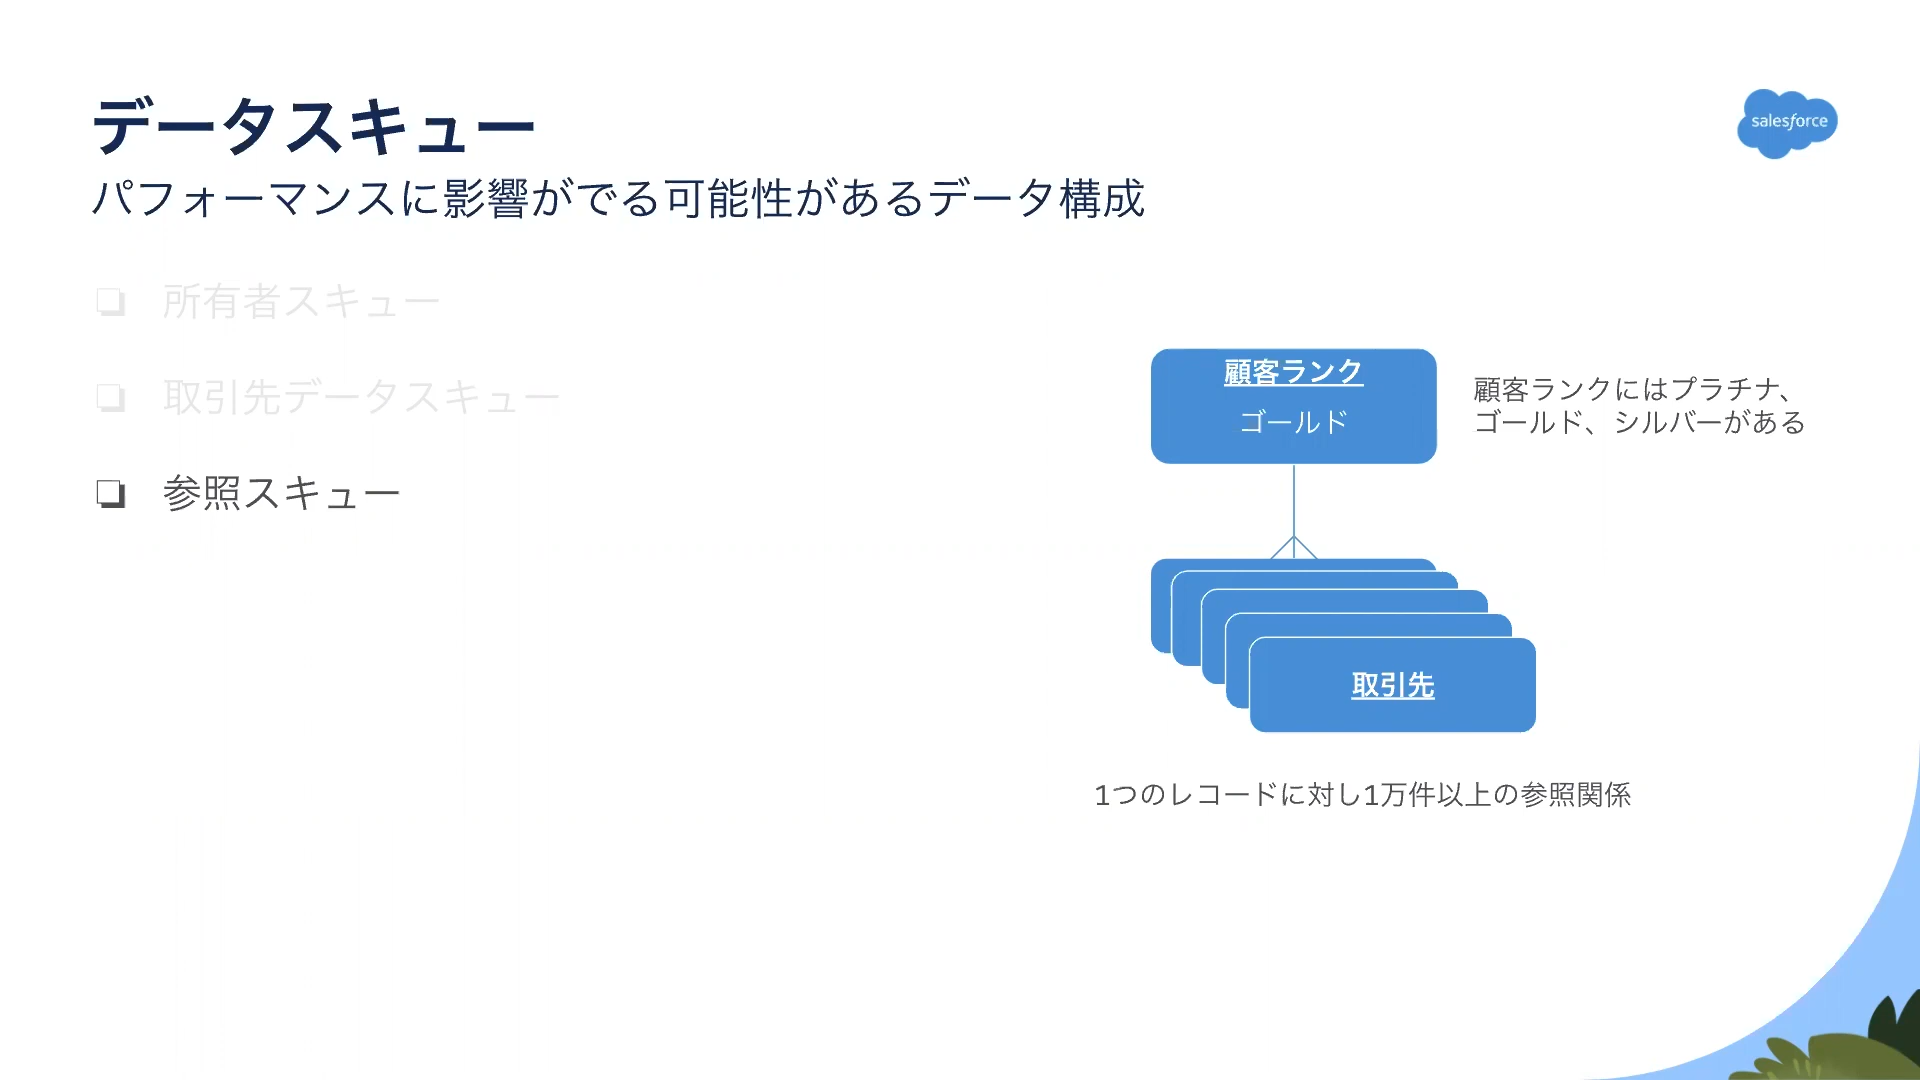 データスキュー
salesforce
パフォーマンスに影響がでる可能性があるデータ構成
所有者スキュー
取引先データスキュー
参照スキュー
顧客ランク
ゴールド
顧客ランクにはプラチナ、
ゴールド、シルバーがある
取引先
1つのレコードに対し1万件以上の参照関係